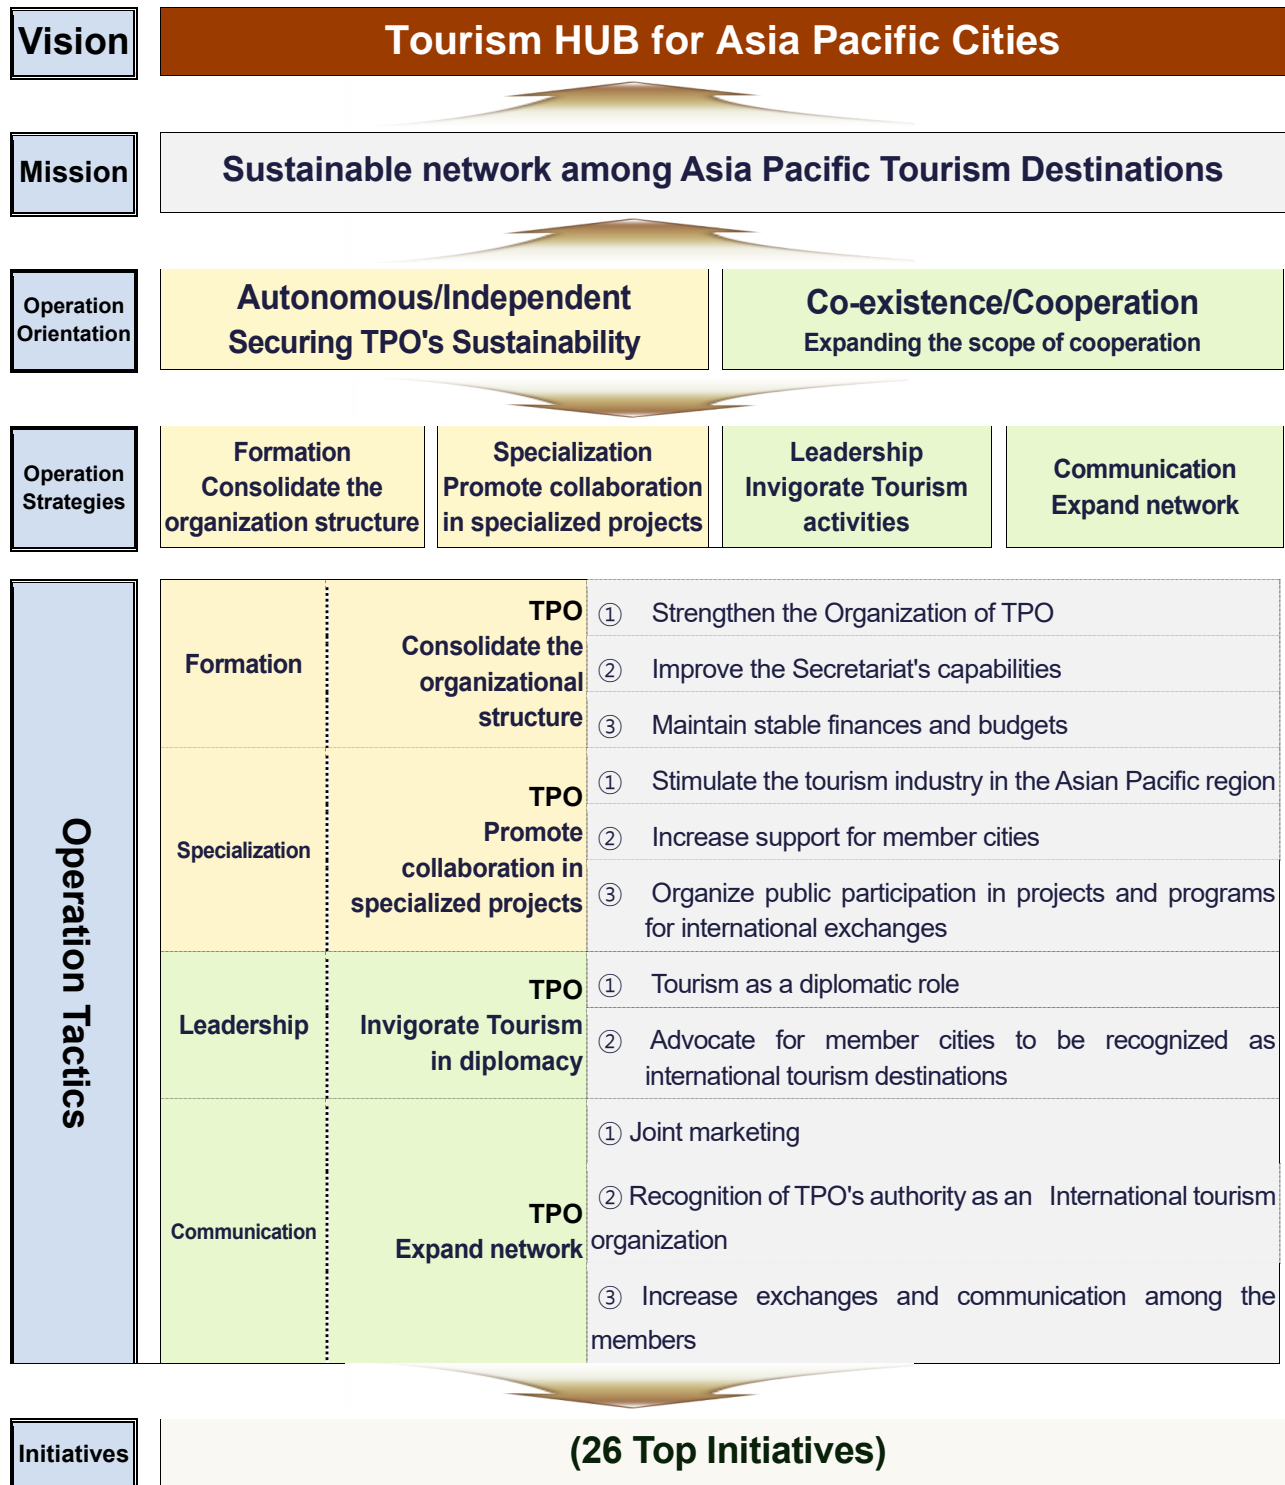 Vision
Tourism HUB for Asia Pacific Cities
Mission
Sustainable network among Asia Pacific Tourism Destinations
Operation
Orientation
Autonomous/Independent
Securing TPO's Sustainability
Co-existence/Cooperation
Expanding the scope of cooperation
Operation
Strategies
Formation
Consolidate the
organization structure
Specialization
Promote collaboration
in specialized projects
Leadership
Invigorate Tourism
activities
Communication
Expand network
Operation Tactics
Formation
TPO
Consolidate the
organizational
structure
① Strengthen the Organization of TPO
② Improve the Secretariat's capabilities
③ Maintain stable finances and budgets
Specialization
TPO
Promote
collaboration in
specialized projects
① Stimulate the tourism industry in the Asian Pacific region
② Increase support for member cities
③ Organize public participation in projects and programs
for international exchanges
Leadership
TPO
Invigorate Tourism
in diplomacy
① Tourism as a diplomatic role
② Advocate for member cities to be recognized as
international tourism destinations
Communication
TPO
Expand network
① Joint marketing
② Recognition of TPO's authority as an International tourism
organization
③ Increase exchanges and communication among the
members
Initiatives
(26 Top Initiatives)